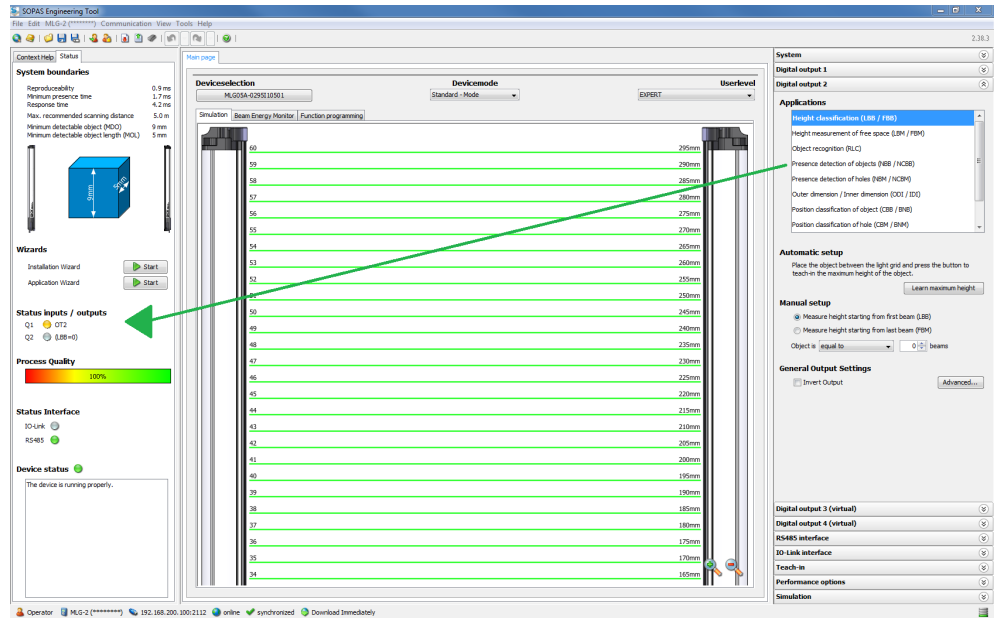 SOPAS Engineering Tool
File Edit MLG-2 (********) Communication View Tools Help
2.38.3
Context Help Status
System boundaries
Reproduceability 0.9 ms
Minimum presence time 1.7 ms
Response time 4.2 ms
Max. recommended scanning distance 5.0 m
Minimum detectable object (MDO) 9 mm
Minimum detectable object length (MOL) 5 mm
9mm
5mm
Wizards
Installation Wizard Start
Application Wizard Start
Status inputs / outputs
Q1 OT2
Q2 (LBB=0)
Process Quality
100%
Status Interface
IO-Link
RS485
Device status
The device is running properly.
Main page
Deviceselection Devicemode Userlevel
MLG05A-0295I10501 Standard - Mode EXPERT
Simulation Beam Energy Monitor Function programming
60 295mm
59 290mm
58 285mm
57 280mm
56 275mm
55 270mm
54 265mm
53 260mm
52 255mm
51 250mm
50 245mm
49 240mm
48 235mm
47 230mm
46 225mm
45 220mm
44 215mm
43 210mm
42 205mm
41 200mm
40 195mm
39 190mm
38 185mm
37 180mm
36 175mm
35 170mm
34 165mm
System
Digital output 1
Digital output 2
Applications
Height classification (LBB / FBB)
Height measurement of free space (LBM / FBM)
Object recognition (RLC)
Presence detection of objects (NBB / NCBB)
Presence detection of holes (NBM / NCBM)
Outer dimension / Inner dimension (ODI / IDI)
Position classification of object (CBB / BNB)
Position classification of hole (CBM / BNM)
Automatic setup
Place the object between the light grid and press the button to
teach-in the maximum height of the object.
Learn maximum height
Manual setup
Measure height starting from first beam (LBB)
Measure height starting from last beam (FBM)
Object is equal to 0 beams
General Output Settings
Invert Output Advanced...
Digital output 3 (virtual)
Digital output 4 (virtual)
RS485 interface
IO-Link interface
Teach-in
Performance options
Simulation
Operator MLG-2 (********) 192.168.200.100:2112 online synchronized Download Immediately